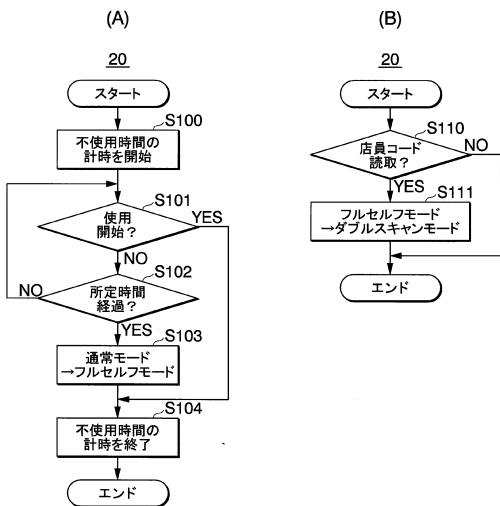 (A)
20
スタート
S100
不使用時間の
計時を開始
S101
使用
開始？
YES
NO
S102
所定時間
経過？
NO
YES
S103
通常モード
→フルセルフモード
S104
不使用時間の
計時を終了
エンド
(B)
20
スタート
S110
店員コード
読取？
NO
YES
S111
フルセルフモード
→ダブルスキャンモード
エンド